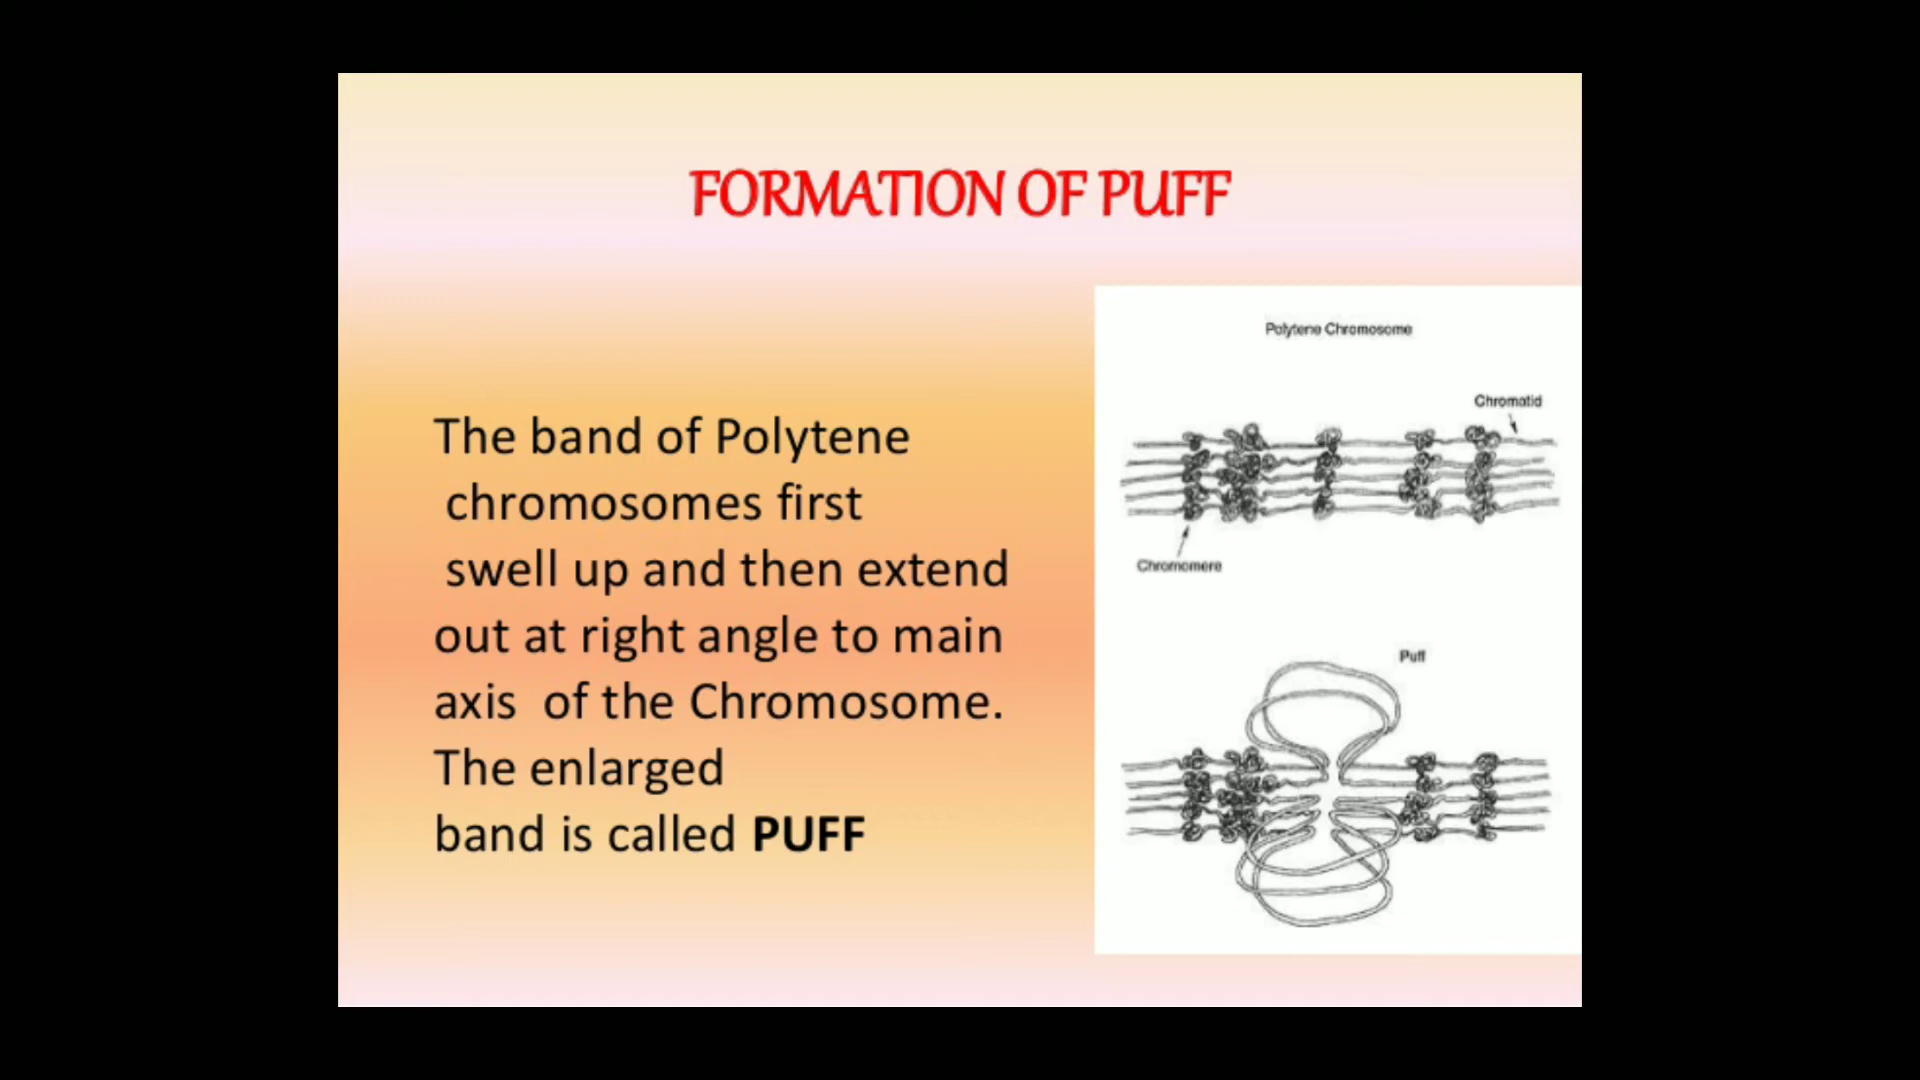 FORMATION OF PUFF
The band of Polytene
chromosomes first
swell up and then extend
out at right angle to main
axis of the Chromosome.
The enlarged
band is called PUFF
Polytene Chromosome
Chromatid
Chromomere
Puff